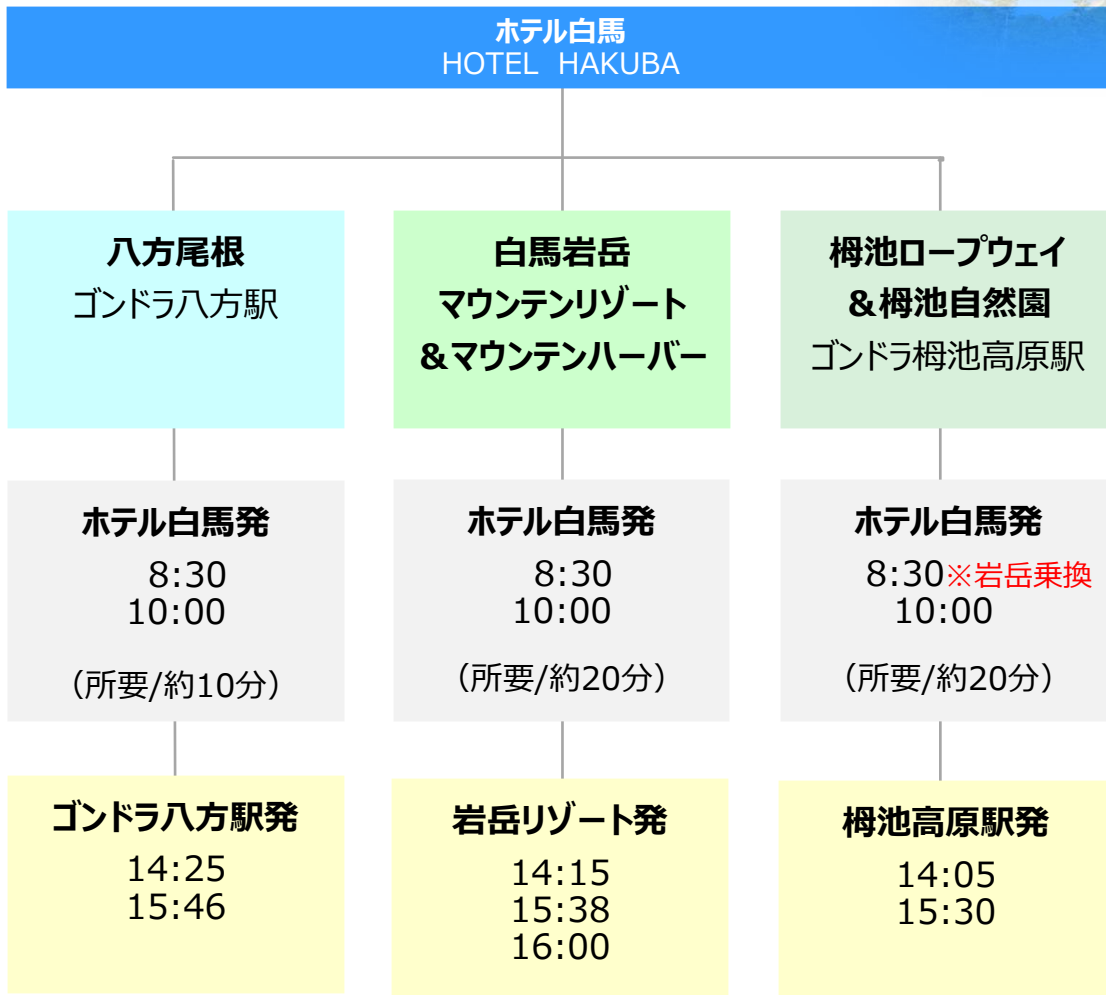 ホテル白馬
HOTEL HAKUBA
八方尾根
ゴンドラ八方駅
白馬岩岳
マウンテンリゾート
&マウンテンハーバー
栂池ロープウェイ
&栂池自然園
ゴンドラ栂池高原駅
ホテル白馬発
8:30
10:00
(所要/約10分)
ホテル白馬発
8:30
10:00
(所要/約20分)
ホテル白馬発
8:30※岩岳乗換
10:00
(所要/約20分)
ゴンドラ八方駅発
14:25
15:46
岩岳リゾート発
14:15
15:38
16:00
栂池高原駅発
14:05
15:30